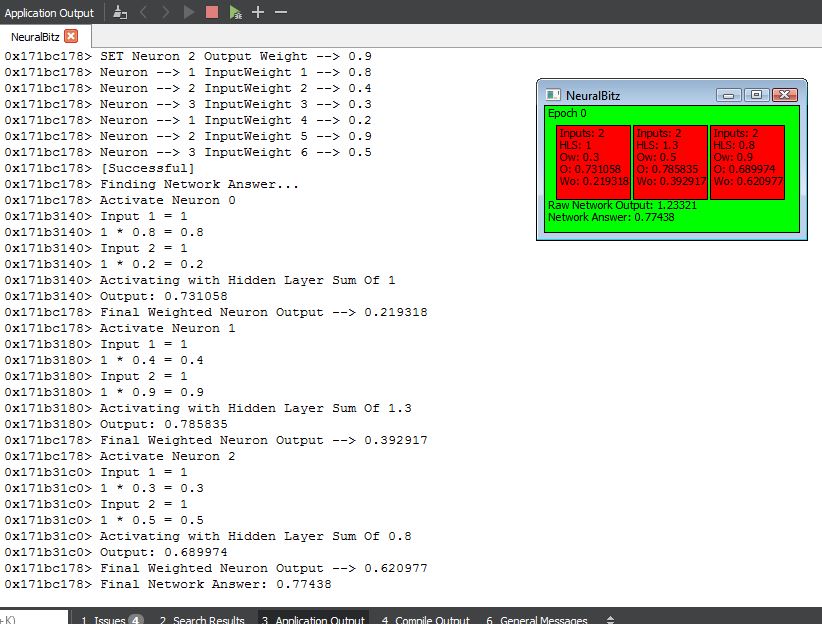 Application Output
NeuralBitz
0x171bc178> SET Neuron 2 Output Weight --> 0.9
0x171bc178> Neuron --> 1 InputWeight 1 --> 0.8
0x171bc178> Neuron --> 2 InputWeight 2 --> 0.4
0x171bc178> Neuron --> 3 InputWeight 3 --> 0.3
0x171bc178> Neuron --> 1 InputWeight 4 --> 0.2
0x171bc178> Neuron --> 2 InputWeight 5 --> 0.9
0x171bc178> Neuron --> 3 InputWeight 6 --> 0.5
0x171bc178> [Successful]
0x171bc178> Finding Network Answer...
0x171bc178> Activate Neuron 0
0x171b3140> Input 1 = 1
0x171b3140> 1 * 0.8 = 0.8
0x171b3140> Input 2 = 1
0x171b3140> 1 * 0.2 = 0.2
0x171b3140> Activating with Hidden Layer Sum Of 1
0x171b3140> Output: 0.731058
0x171bc178> Final Weighted Neuron Output --> 0.219318
0x171bc178> Activate Neuron 1
0x171b3180> Input 1 = 1
0x171b3180> 1 * 0.4 = 0.4
0x171b3180> Input 2 = 1
0x171b3180> 1 * 0.9 = 0.9
0x171b3180> Activating with Hidden Layer Sum Of 1.3
0x171b3180> Output: 0.785835
0x171bc178> Final Weighted Neuron Output --> 0.392917
0x171bc178> Activate Neuron 2
0x171b31c0> Input 1 = 1
0x171b31c0> 1 * 0.3 = 0.3
0x171b31c0> Input 2 = 1
0x171b31c0> 1 * 0.5 = 0.5
0x171b31c0> Activating with Hidden Layer Sum Of 0.8
0x171b31c0> Output: 0.689974
0x171bc178> Final Weighted Neuron Output --> 0.620977
0x171bc178> Final Network Answer: 0.77438
NeuralBitz
Epoch 0
Inputs: 2
HLS: 1
Ow: 0.3
O: 0.731058
Wo: 0.219318
Inputs: 2
HLS: 1.3
Ow: 0.5
O: 0.785835
Wo: 0.392917
Inputs: 2
HLS: 0.8
Ow: 0.9
O: 0.689974
Wo: 0.620977
Raw Network Output: 1.23321
Network Answer: 0.77438
+K)
1 Issues 4
2 Search Results
3 Application Output
4 Compile Output
6 General Messages